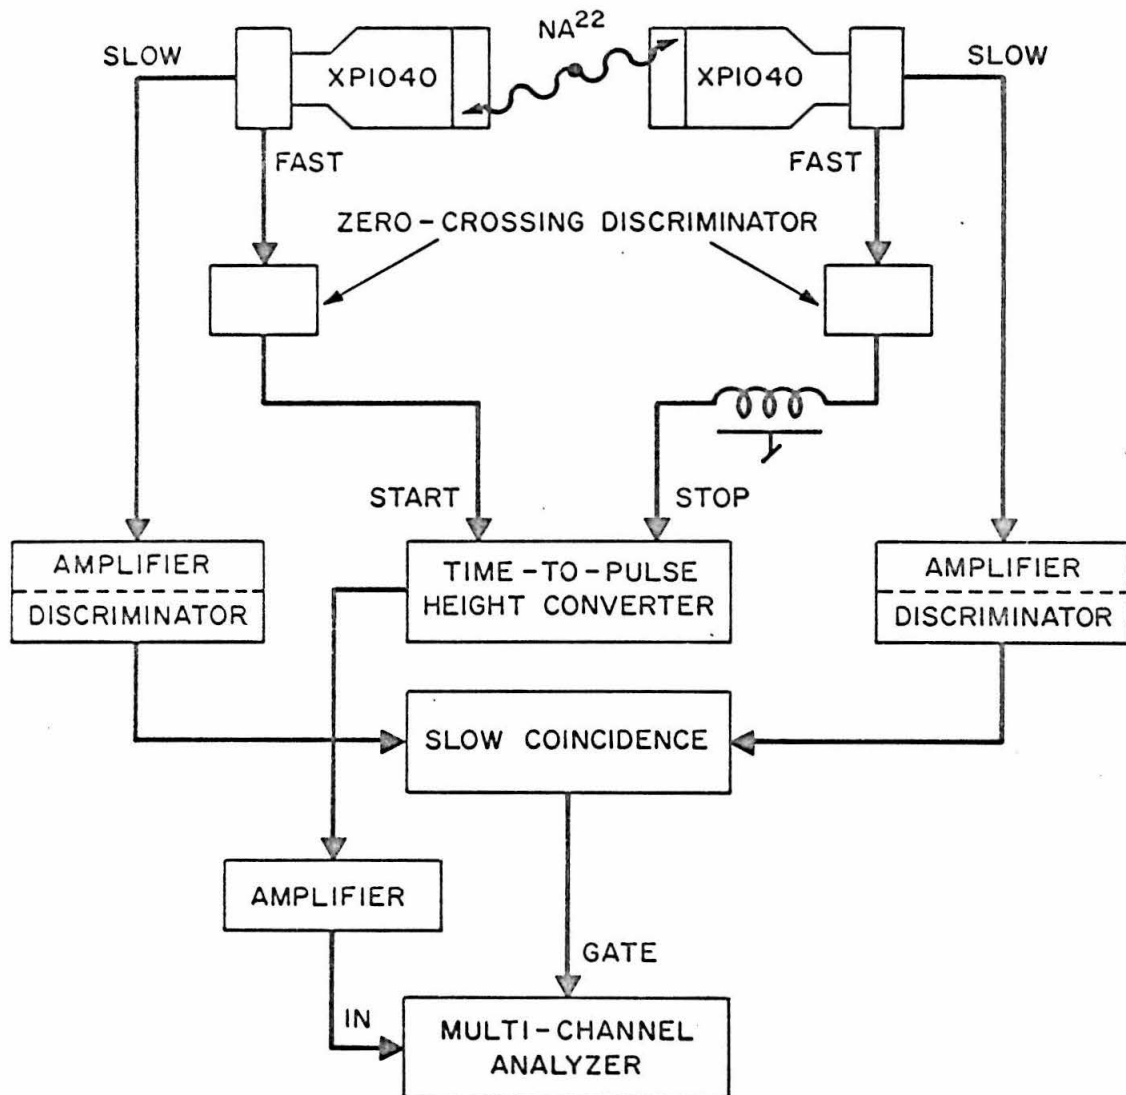 NA22
SLOW
XP1040
XP1040
SLOW
FAST
FAST
ZERO-CROSSING DISCRIMINATOR
START
STOP
AMPLIFIER
DISCRIMINATOR
TIME-TO-PULSE
HEIGHT CONVERTER
AMPLIFIER
DISCRIMINATOR
SLOW COINCIDENCE
AMPLIFIER
GATE
IN
MULTI-CHANNEL
ANALYZER